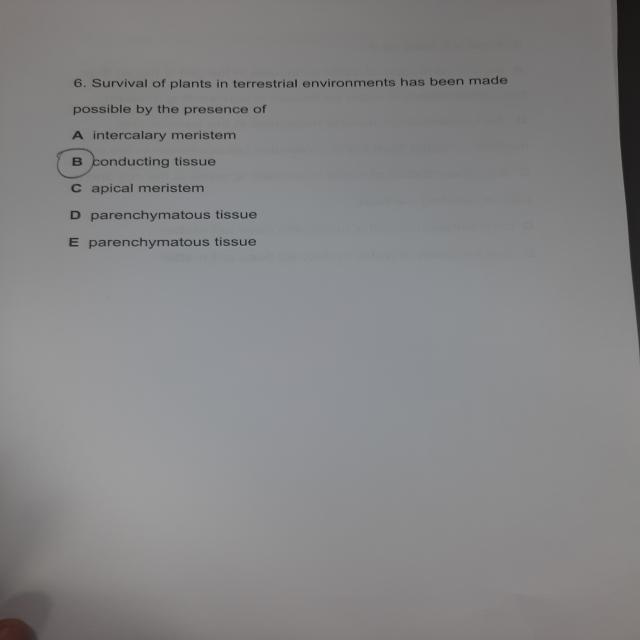 6. Survival of plants in terrestrial environments has been made
possible by the presence of
A intercalary meristem
B conducting tissue
C apical meristem
D parenchymatous tissue
E parenchymatous tissue